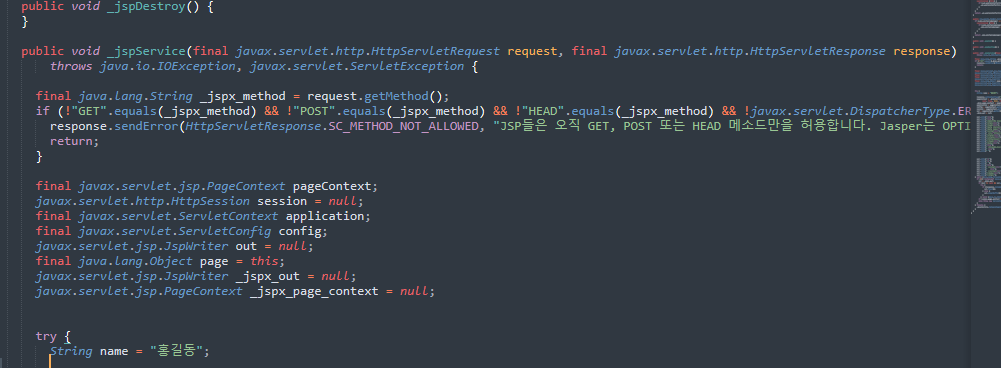 public void _jspDestroy() {
}
public void _jspService(final javax.servlet.http.HttpServletRequest request, final javax.servlet.http.HttpServletResponse response)
throws java.io.IOException, javax.servlet.ServletException {
final java.lang.String _jspx_method = request.getMethod();
if (!"GET".equals(_jspx_method) && !"POST".equals(_jspx_method) && !"HEAD".equals(_jspx_method) && !javax.servlet.DispatcherType.ER
response.sendError(HttpServletResponse.SC_METHOD_NOT_ALLOWED, "JSP들은 오직 GET, POST 또는 HEAD 메소드만을 허용합니다. Jasper는 OPTI
return;
}
final javax.servlet.jsp.PageContext pageContext;
javax.servlet.http.HttpSession session = null;
final javax.servlet.ServletContext application;
final javax.servlet.ServletConfig config;
javax.servlet.jsp.JspWriter out = null;
final java.lang.Object page = this;
javax.servlet.jsp.JspWriter _jspx_out = null;
javax.servlet.jsp.PageContext _jspx_page_context = null;
try {
String name = "홍길동";